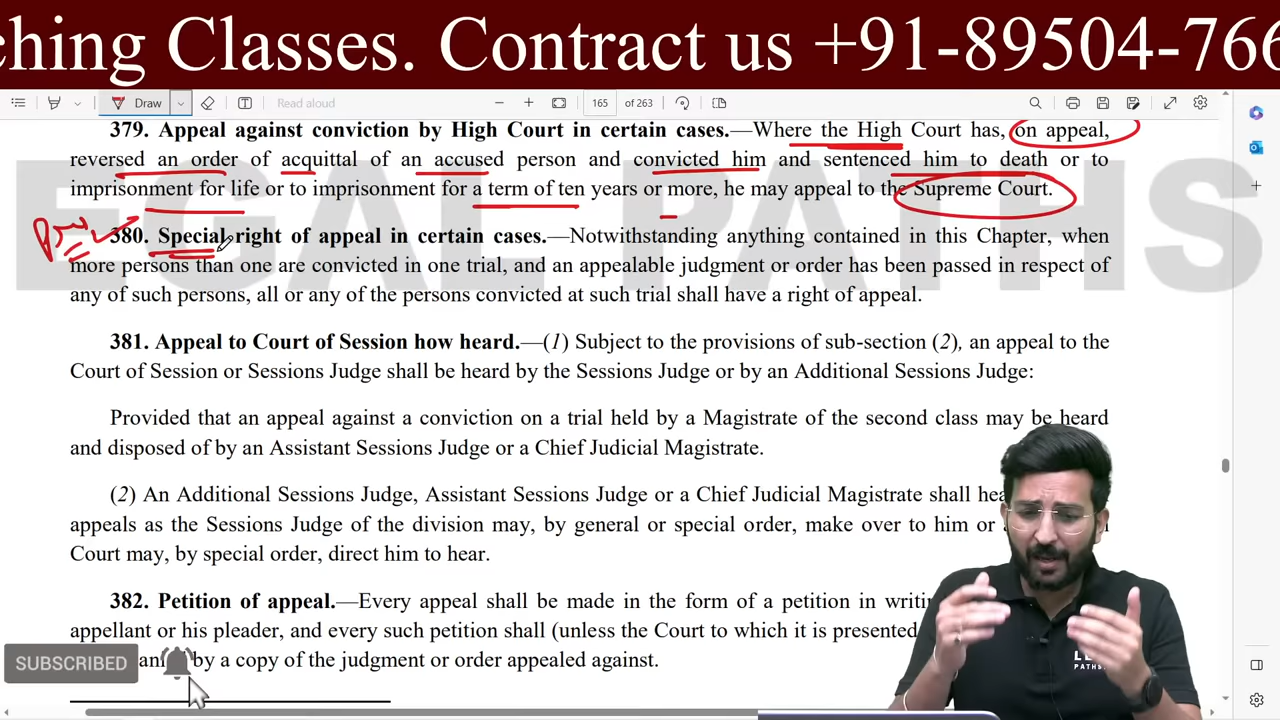 ching Classes. Contract us +91-89504-766
Draw
Read aloud
165 of 263
379. Appeal against conviction by High Court in certain cases.—Where the High Court has, on appeal,
reversed an order of acquittal of an accused person and convicted him and sentenced him to death or to
imprisonment for life or to imprisonment for a term of ten years or more, he may appeal to the Supreme Court.
380. Special right of appeal in certain cases.—Notwithstanding anything contained in this Chapter, when
more persons than one are convicted in one trial, and an appealable judgment or order has been passed in respect of
any of such persons, all or any of the persons convicted at such trial shall have a right of appeal.
EGAL PATHS
381. Appeal to Court of Session how heard.—(1) Subject to the provisions of sub-section (2), an appeal to the
Court of Session or Sessions Judge shall be heard by the Sessions Judge or by an Additional Sessions Judge:
Provided that an appeal against a conviction on a trial held by a Magistrate of the second class may be heard
and disposed of by an Assistant Sessions Judge or a Chief Judicial Magistrate.
(2) An Additional Sessions Judge, Assistant Sessions Judge or a Chief Judicial Magistrate shall
appeals as the Sessions Judge of the division may, by general or special order, make over to him or
Court may, by special order, direct him to hear.
382. Petition of appeal.—Every appeal shall be made in the form of a petition in
appellant or his pleader, and every such petition shall (unless the Court to which it is presented
by a copy of the judgment or order appealed against.
SUBSCRIBED
PATHS